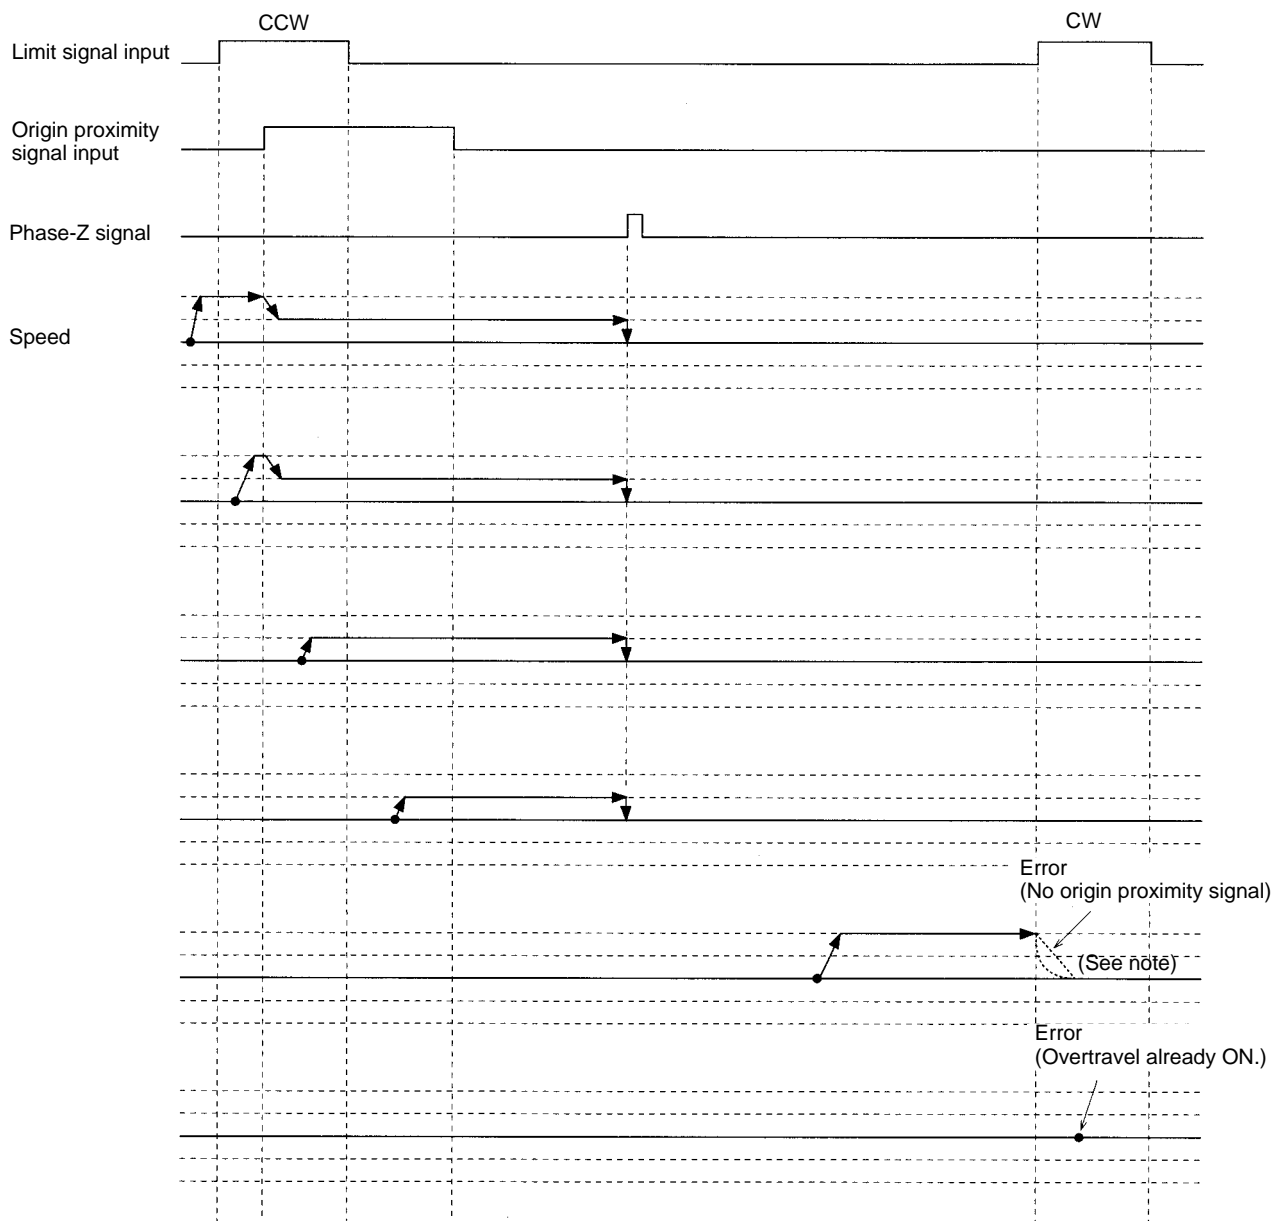 CCW
CW
Limit signal input
Origin proximity
signal input
Phase-Z signal
Speed
Error
(No origin proximity signal)
(See note)
Error
(Overtravel already ON.)